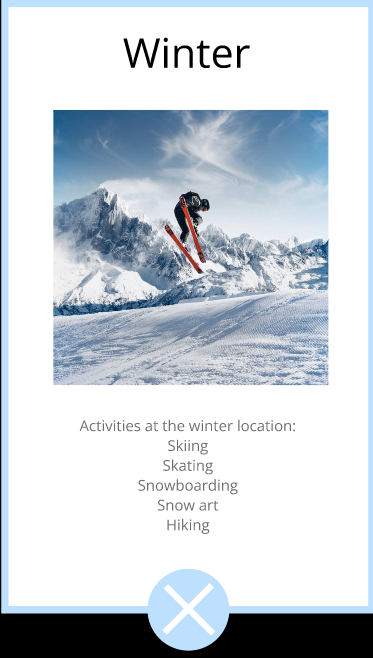 Winter
Activities at the winter location:
Skiing
Skating
Snowboarding
Snow art
Hiking